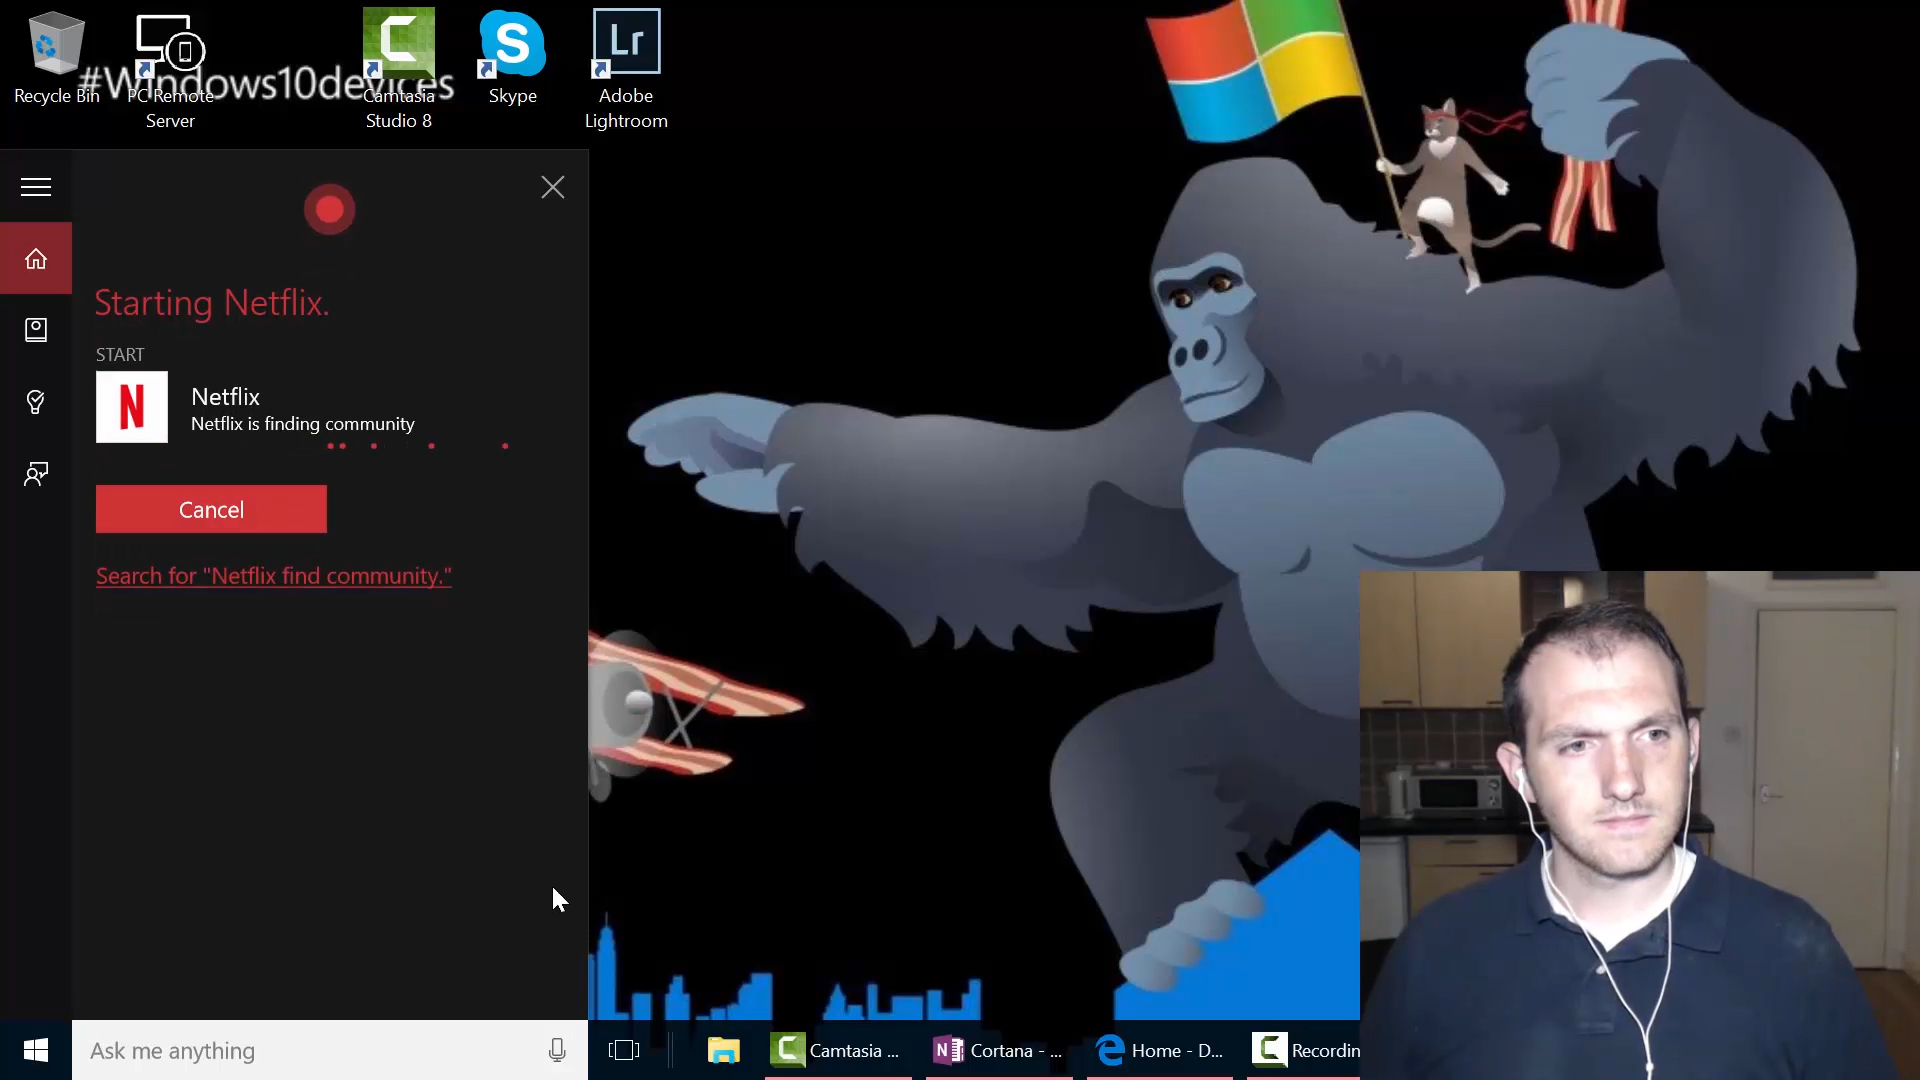 #Windows10devices
Recycle Bin
PC Remote
Server
Camtasia
Studio 8
S
Skype
Lr
Adobe
Lightroom
Starting Netflix.
START
N
Netflix
Netflix is finding community
Cancel
Search for "Netflix find community."
Ask me anything
Camtasia ...
N
Cortana - ...
Home - D...
Recordin